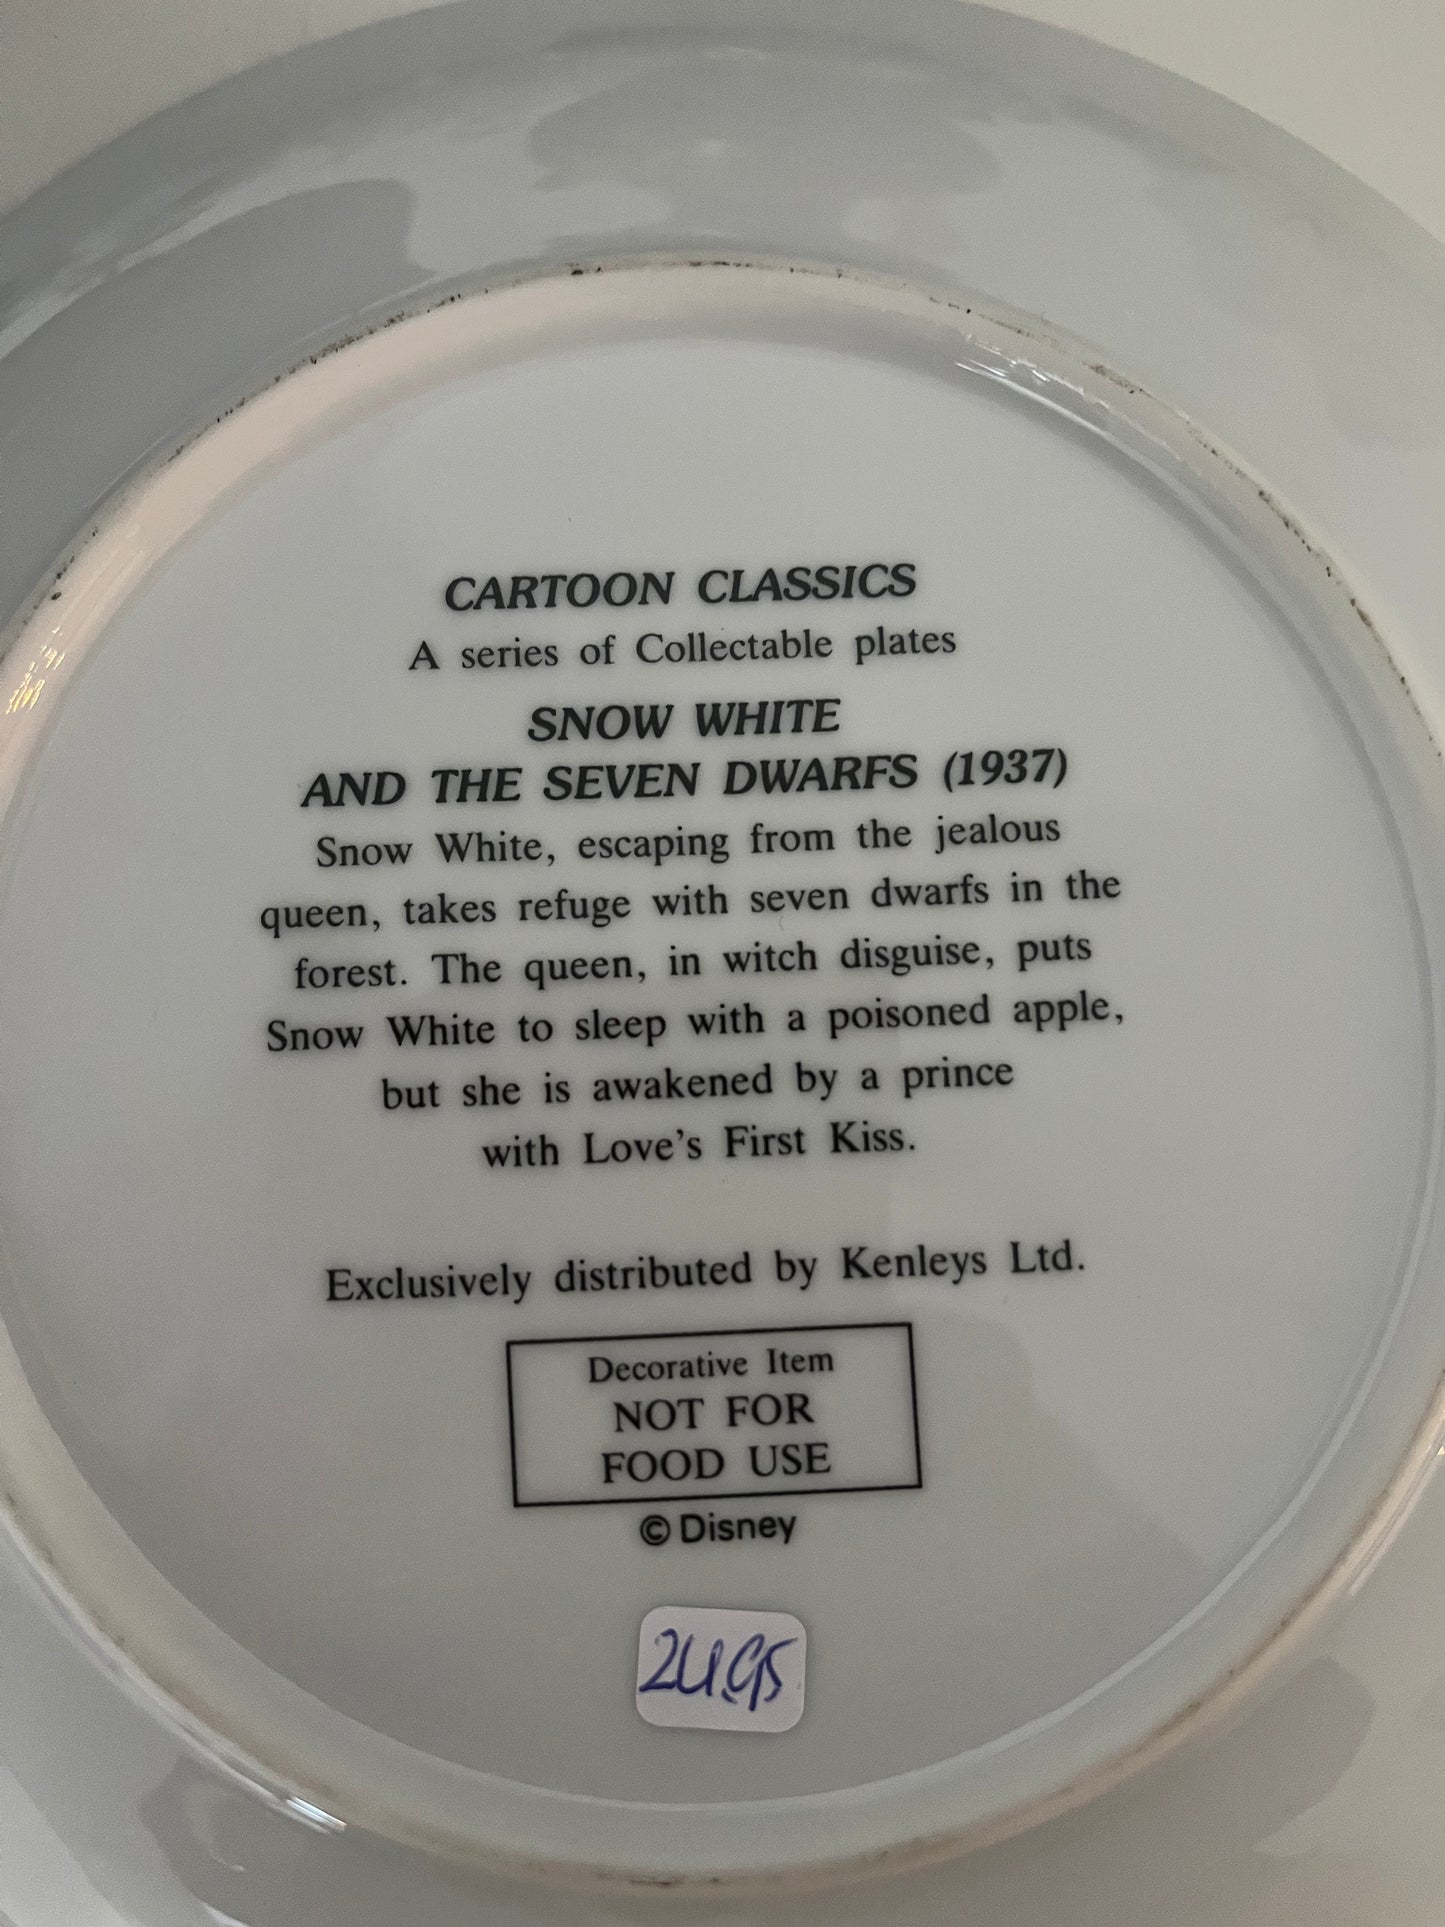 CARTOON CLASSICS
A series of Collectable plates
SNOW WHITE
AND THE SEVEN DWARFS (1937)
Snow White, escaping from the jealous
queen, takes refuge with seven dwarfs in the
forest. The queen, in witch disguise, puts
Snow White to sleep with a poisoned apple,
but she is awakened by a prince
with Love's First Kiss.
Exclusively distributed by Kenleys Ltd.
Decorative Item
NOT FOR
FOOD USE
© Disney
24.95